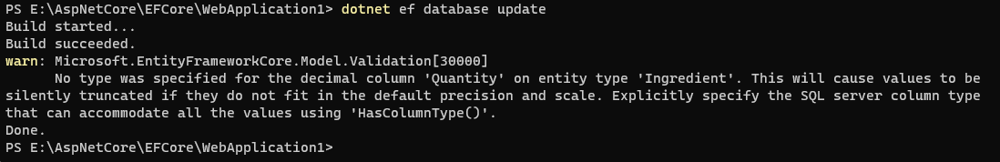 PS E:\AspNetCore\EFCore\WebApplication1> dotnet ef database update
Build started...
Build succeeded.
warn: Microsoft.EntityFrameworkCore.Model.Validation[30000]
      No type was specified for the decimal column 'Quantity' on entity type 'Ingredient'. This will cause values to be
silently truncated if they do not fit in the default precision and scale. Explicitly specify the SQL server column type
that can accommodate all the values using 'HasColumnType()'.
Done.
PS E:\AspNetCore\EFCore\WebApplication1>